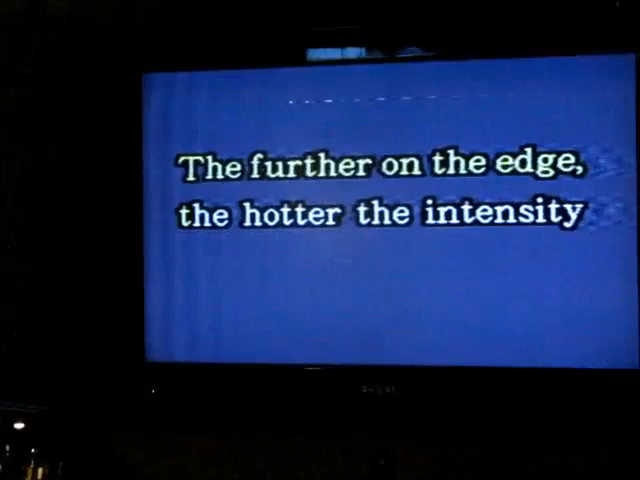 The further on the edge,
the hotter the intensity